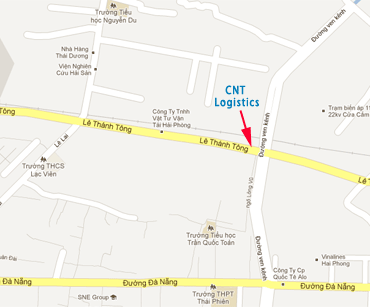 Trường Tiểu
học Nguyễn Du
Đường ven kênh
Nhà Hàng
Thái Dương
Viện Nghiên
Cứu Hải Sản
CNT
Logistics
Công Ty Tnhh
Vật Tư Vận
Tải Hải Phòng
Trạm biến áp
22kv Cửa Cấm
Tông
Lê Thánh Tông
Lê Thánh Tông
Đường ven kênh
Lê Lai
Trường THCS
Lạc Viên
Ngõ Lông Vũ
Trường Tiểu học
Trần Quốc Toản
Đường ven kênh
Vinalines
Hai Phong
Công Ty Cp
Quốc Tế Alo
Đà Nẵng
Đường Đà Nẵng
Đường Đà Nẵng
SNE Group
Trường THPT
Thái Phiên